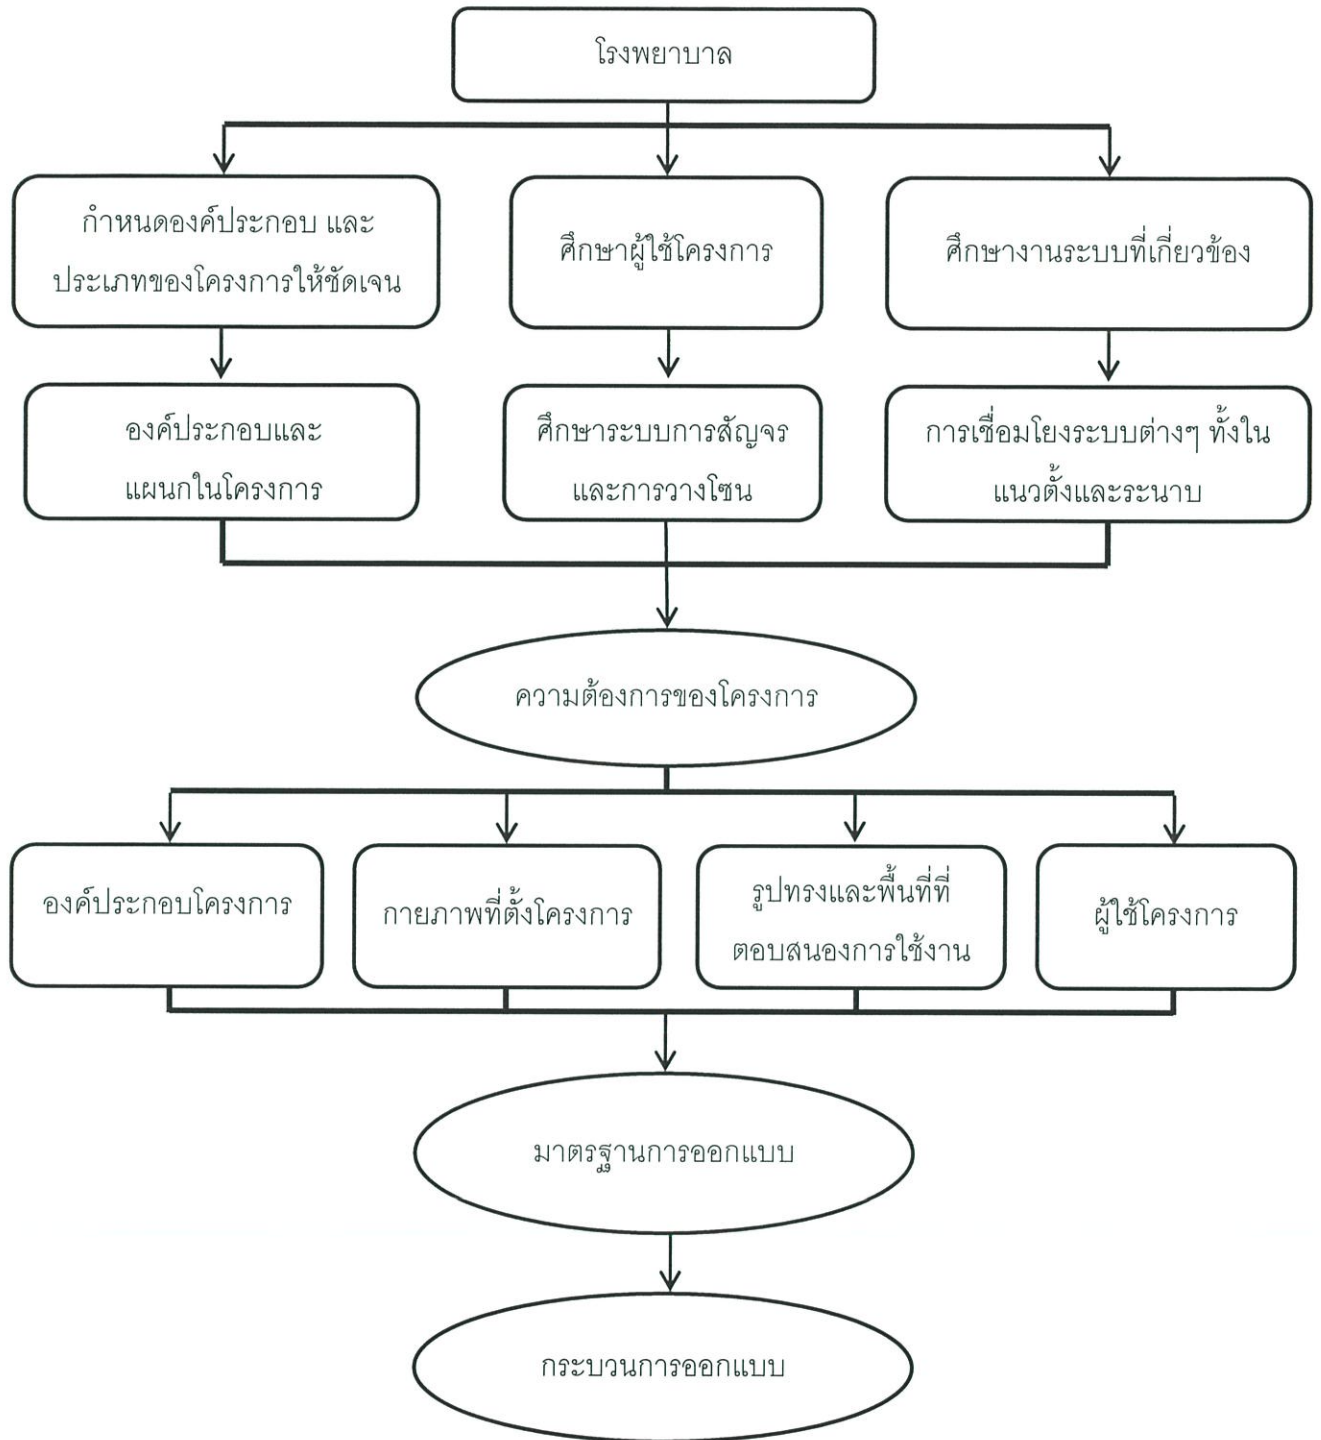 โรงพยาบาล
กำหนดองค์ประกอบ และ
ประเภทของโครงการให้ชัดเจน
ศึกษาผู้ใช้โครงการ
ศึกษางานระบบที่เกี่ยวข้อง
องค์ประกอบและ
แผนกในโครงการ
ศึกษาระบบการสัญจร
และการวางโซน
การเชื่อมโยงระบบต่างๆ ทั้งใน
แนวตั้งและระนาบ
ความต้องการของโครงการ
องค์ประกอบโครงการ
กายภาพที่ตั้งโครงการ
รูปทรงและพื้นที่ที่
ตอบสนองการใช้งาน
ผู้ใช้โครงการ
มาตรฐานการออกแบบ
กระบวนการออกแบบ